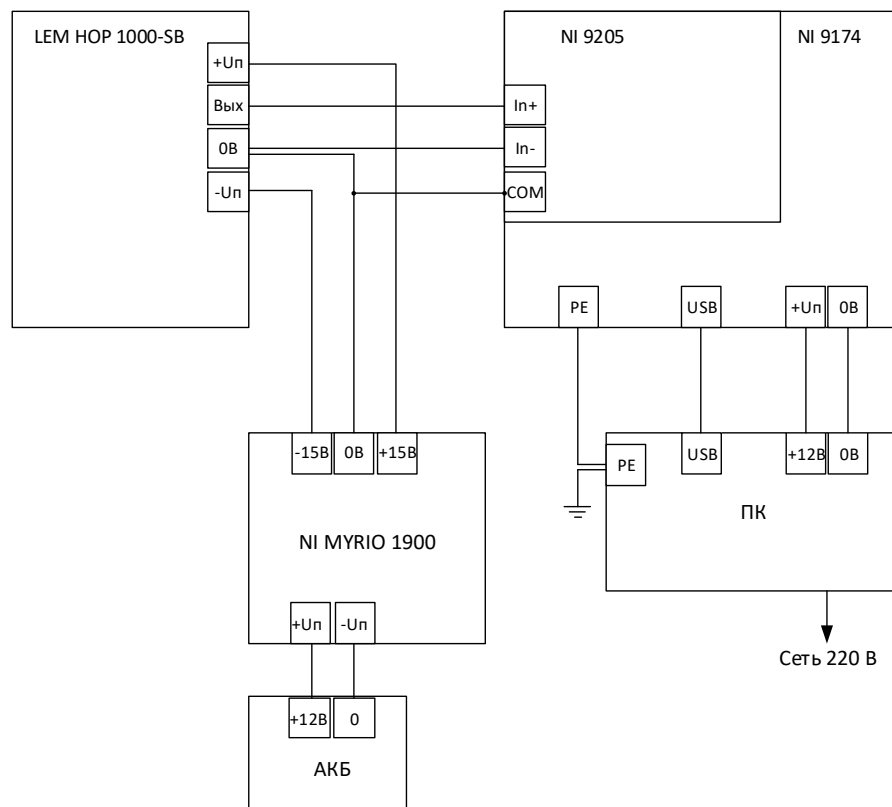 LEM HOP 1000-SB
+Uп
Вых
0В
-Uп
NI 9205
NI 9174
In+
In-
COM
PE
USB
+Uп
0В
-15В
0В
+15В
NI MYRIO 1900
+Uп
-Uп
+12В
0
АКБ
PE
USB
+12В
0В
ПК
Сеть 220 В